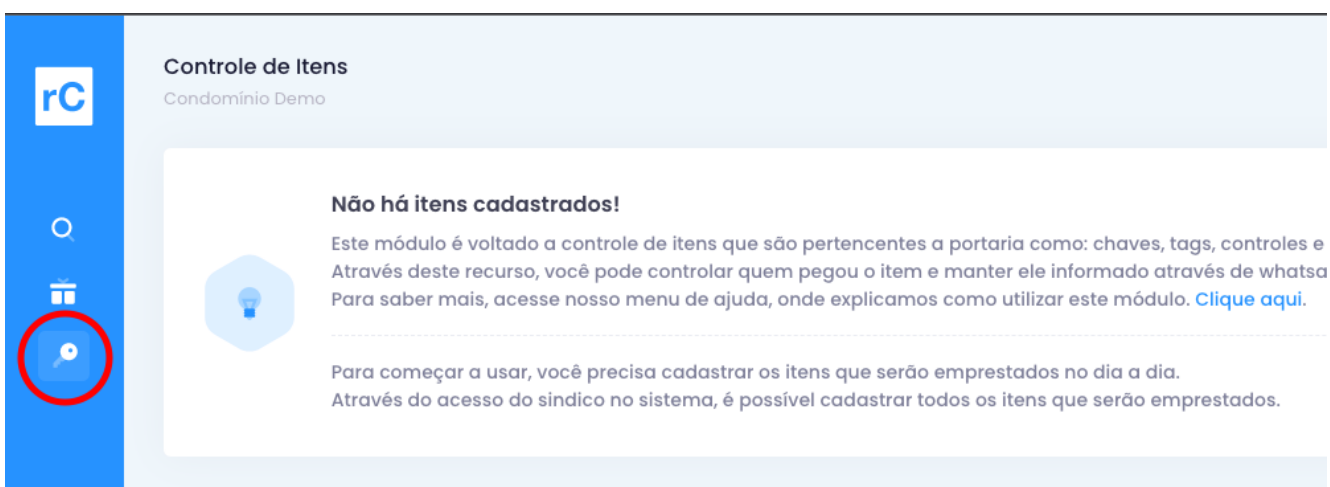 rC
Controle de Itens
Condomínio Demo
Não há itens cadastrados!
Este módulo é voltado a controle de itens que são pertencentes a portaria como: chaves, tags, controles e
Através deste recurso, você pode controlar quem pegou o item e manter ele informado através de whatsa
Para saber mais, acesse nosso menu de ajuda, onde explicamos como utilizar este módulo. Clique aqui.
Para começar a usar, você precisa cadastrar os itens que serão emprestados no dia a dia.
Através do acesso do sindico no sistema, é possível cadastrar todos os itens que serão emprestados.